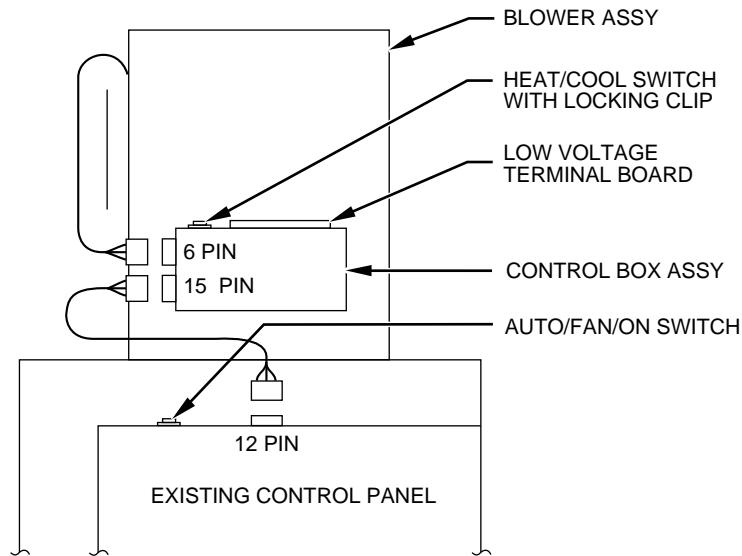 BLOWER ASSY
HEAT/COOL SWITCH
WITH LOCKING CLIP
LOW VOLTAGE
TERMINAL BOARD
6 PIN
15 PIN
CONTROL BOX ASSY
AUTO/FAN/ON SWITCH
12 PIN
EXISTING CONTROL PANEL